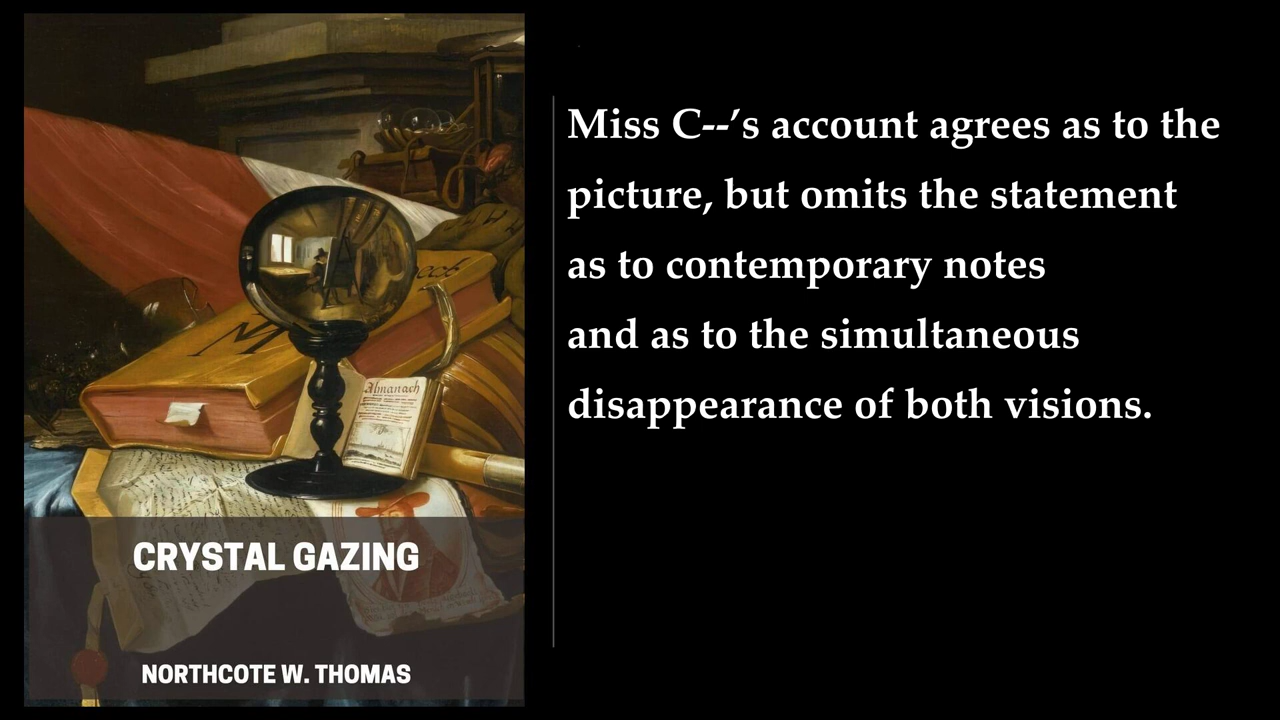 Miss C--’s account agrees as to the
picture, but omits the statement
as to contemporary notes
and as to the simultaneous
disappearance of both visions.
Almanach
M
CRYSTAL GAZING
NORTHCOTE W. THOMAS